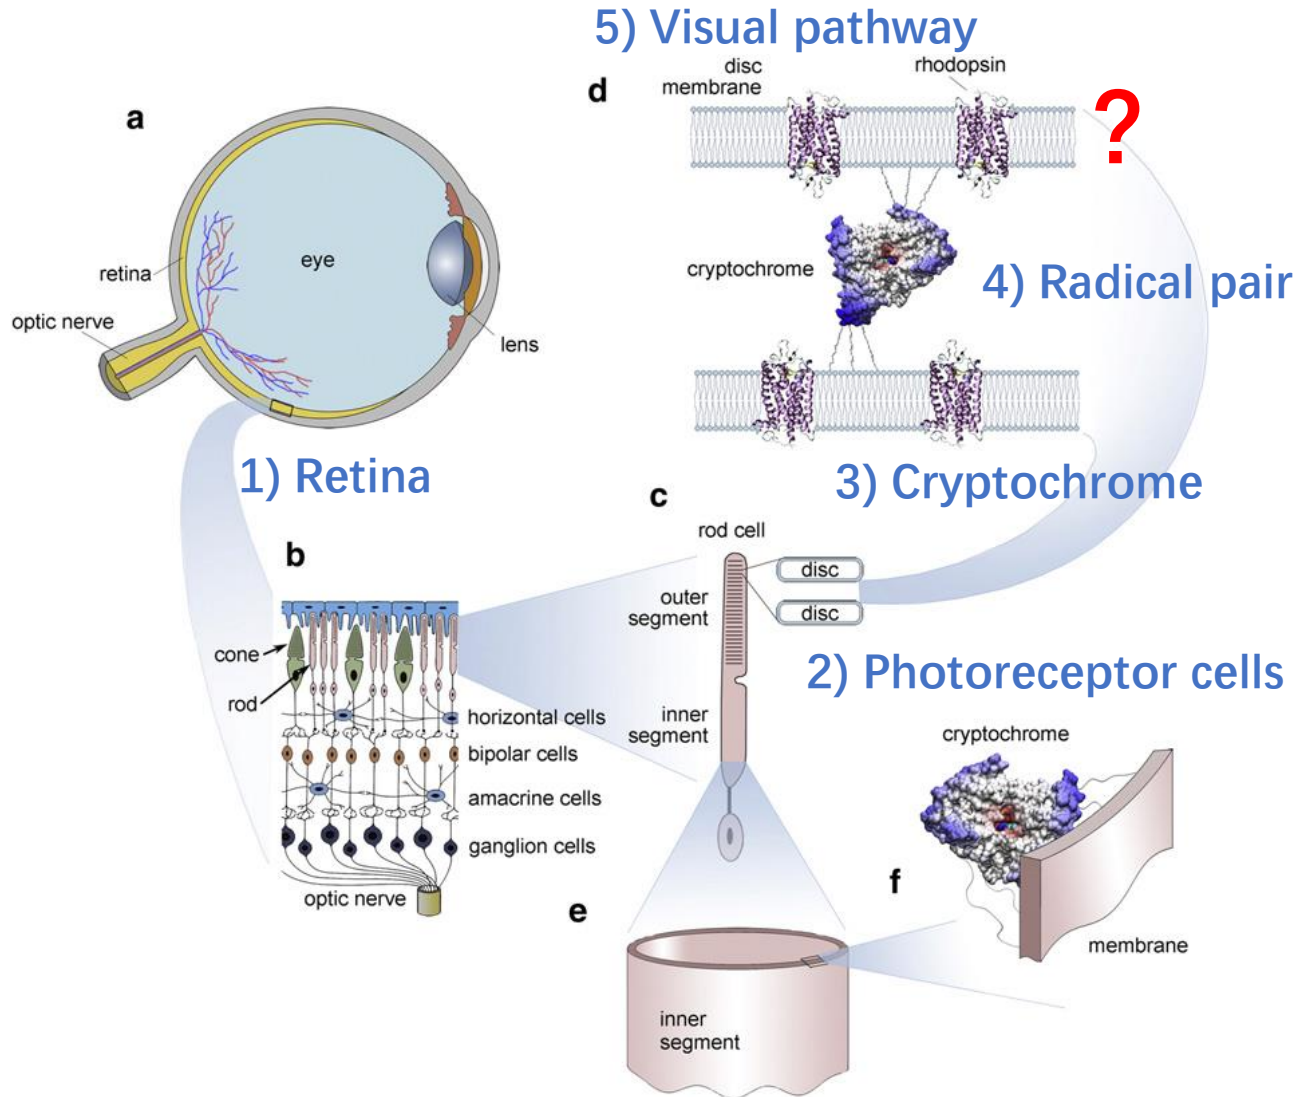 5) Visual pathway
a
eye
retina
optic nerve
lens
d
disc
membrane
rhodopsin
?
cryptochrome
4) Radical pair
1) Retina
3) Cryptochrome
b
cone
rod
horizontal cells
bipolar cells
amacrine cells
ganglion cells
optic nerve
c
rod cell
outer
segment
disc
disc
inner
segment
2) Photoreceptor cells
cryptochrome
f
membrane
e
inner
segment